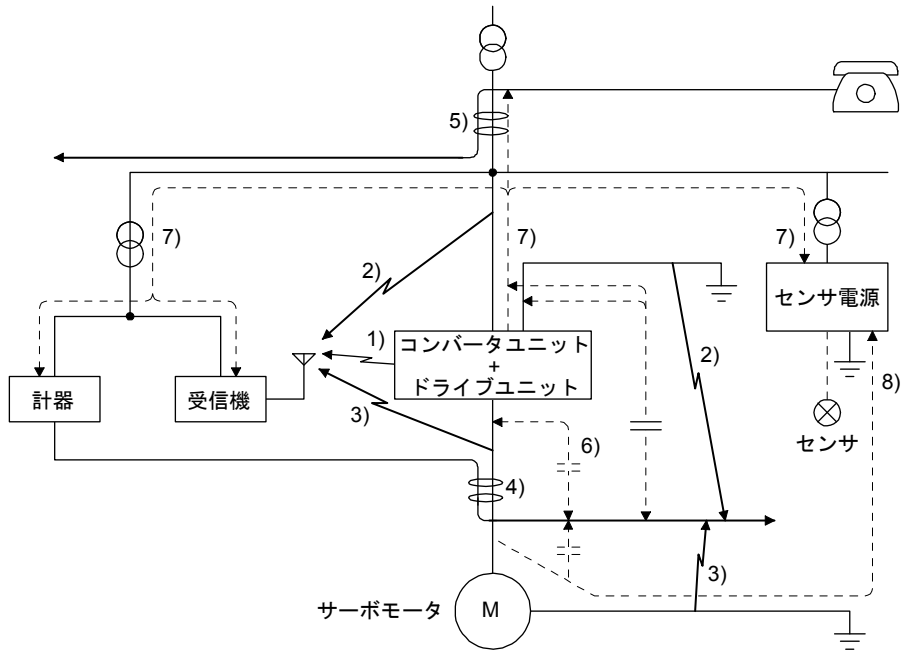 5)
7)
7)
7)
2)
センサ電源
1)
コンバータユニット
+
ドライブユニット
2)
8)
計器
受信機
3)
6)
センサ
4)
3)
サーボモータ
M